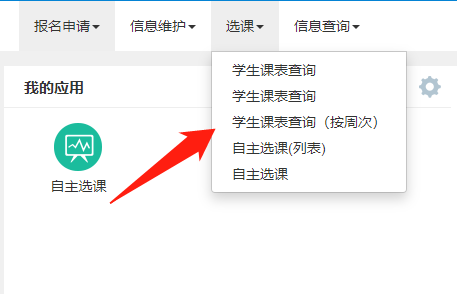 报名申请 信息维护 选课 信息查询
我的应用
学生课表查询
学生课表查询
学生课表查询（按周次）
自主选课(列表)
自主选课
自主选课